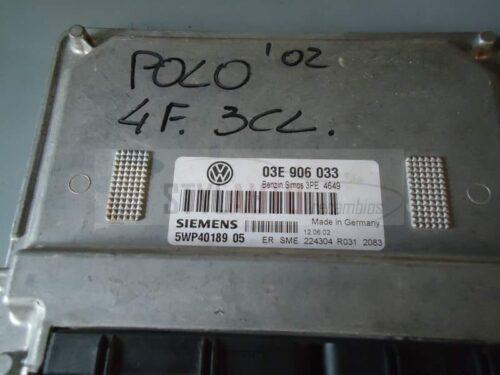 POLO '02
4F. 3CL.
03E 906 033
Benzin Simos 3PE 4649
SIEMENS
Made in Germany
5WP40189 05
12.06.02
ER SME 224304 R031 2083